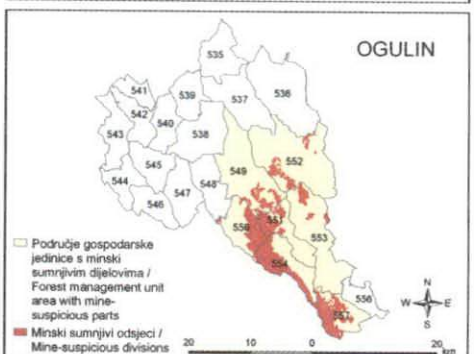 OGULIN
535
541
539
537
536
542
543
540
538
552
545
549
544
547
548
546
550
551
553
554
556
557
Područje gospodarske
jedinice s minski
sumnjivim dijelovima /
Forest management unit
area with mine-
suspicious parts
Minski sumnjivi odsjeci /
Mine-suspicious divisions
N
W E
S
20 10 0 20
km